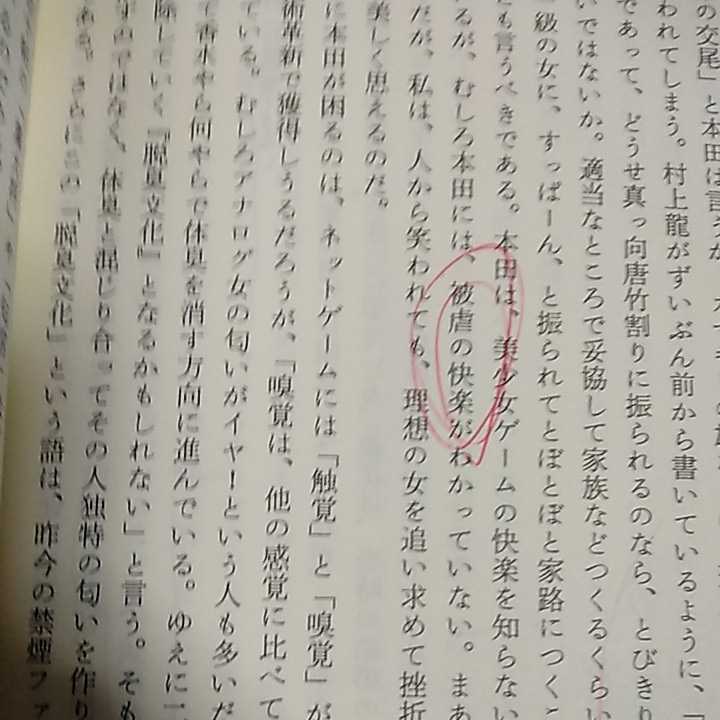 の交尾」と本田は言うが
われてしまう。村上龍がずいぶん前から書いているように、「
であって、どうせ真っ向唐竹割りに振られるのなら、とびきり
いではないか。適当なところで妥協して家族などつくるくらい
級の女に、すっぱーん、と振られてとぼとぼと家路につくこ
も言うべきである。本田は、美少女ゲームの快楽を知らない
るが、むしろ本田には、被虐の快楽がわかっていない。まあ
だが、私は、人から笑われても、理想の女を追い求めて挫折
美しく思えるのだ。
に本田が困るのは、ネットゲームには「触覚」と「嗅覚」が
術革新で獲得しうるだろうが、「嗅覚は、他の感覚に比べて
ている。むしろアナログ女の匂いがイヤ！という人も多いだ
て香水やら何やらで体臭を消す方向に進んでいる。ゆえに二
除していく『脱臭文化』となるかもしれない」と言う。そも
すのではなく、体臭と混じり合ってその人独特の匂いを作り
ある。さらにこの「脱臭文化」という語は、昨今の禁煙ファ